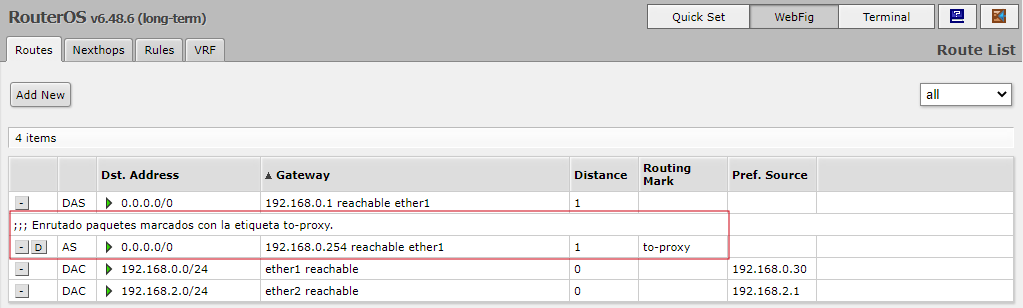 RouterOS v6.48.6 (long-term)
Quick Set WebFig Terminal
Routes Nexthops Rules VRF Route List
Add New all
4 items
Dst. Address Gateway Distance Routing Mark Pref. Source
- DAS 0.0.0.0/0 192.168.0.1 reachable ether1 1
;;; Enrutado paquetes marcados con la etiqueta to-proxy.
- D AS 0.0.0.0/0 192.168.0.254 reachable ether1 1 to-proxy
- DAC 192.168.0.0/24 ether1 reachable 0 192.168.0.30
- DAC 192.168.2.0/24 ether2 reachable 0 192.168.2.1